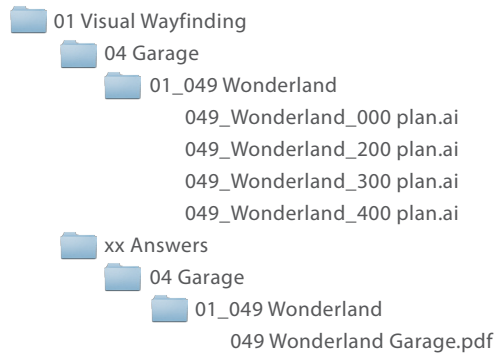 01 Visual Wayfinding
04 Garage
01_049 Wonderland
049_Wonderland_000 plan.ai
049_Wonderland_200 plan.ai
049_Wonderland_300 plan.ai
049_Wonderland_400 plan.ai
xx Answers
04 Garage
01_049 Wonderland
049 Wonderland Garage.pdf